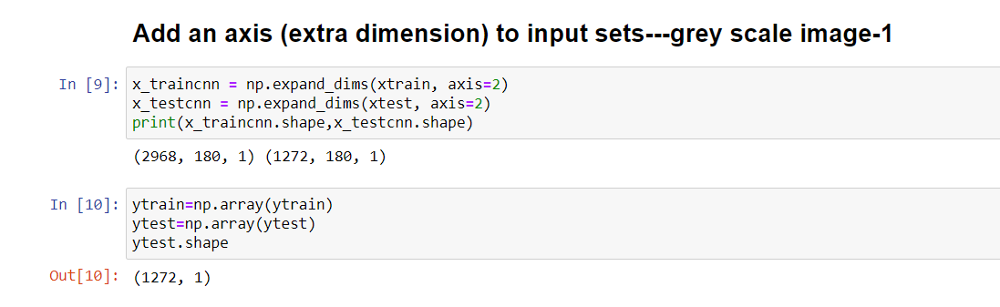 Add an axis (extra dimension) to input sets---grey scale image-1
In [9]: x_traincnn = np.expand_dims(xtrain, axis=2)
x_testcnn = np.expand_dims(xtest, axis=2)
print(x_traincnn.shape,x_testcnn.shape)
(2968, 180, 1) (1272, 180, 1)
In [10]: ytrain=np.array(ytrain)
ytest=np.array(ytest)
ytest.shape
Out[10]: (1272, 1)